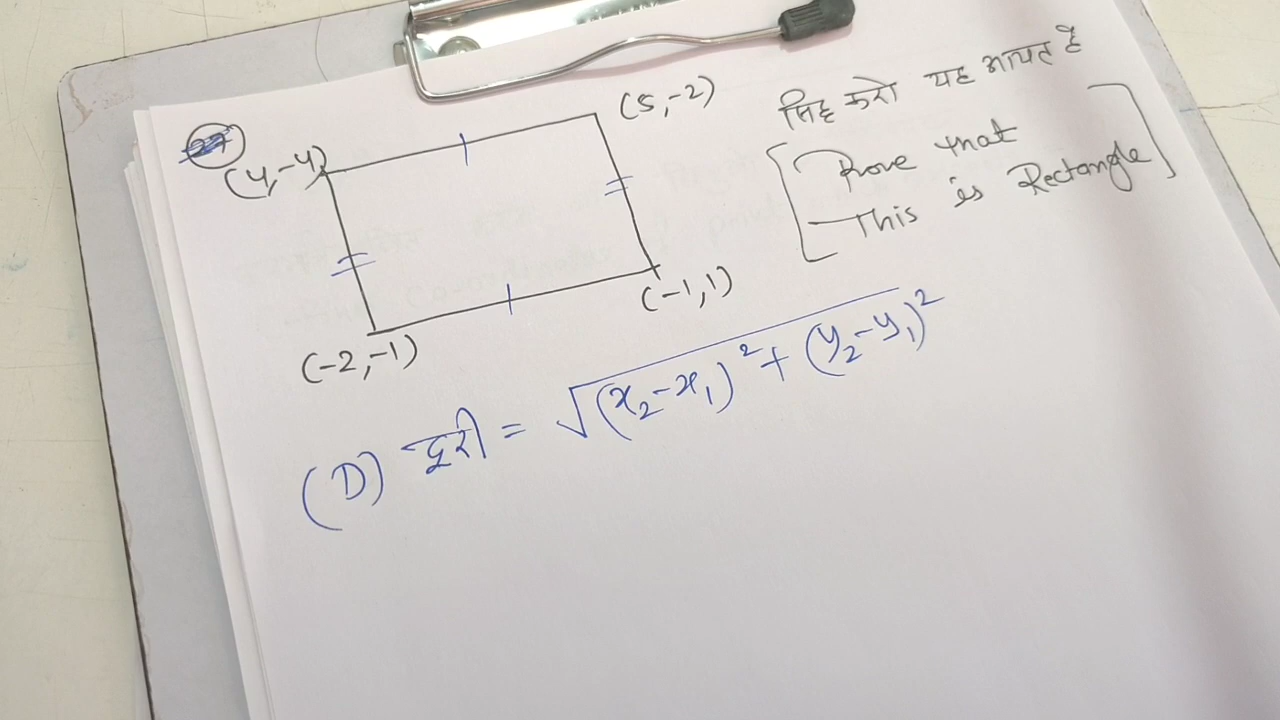 (5,-2)
(4,-4)
सिद्ध करो यह आयत है
[Prove that
This is Rectangle]
(-1,1)
(-2,-1)
(D) दूरी = √(x₂-x₁)² + (y₂-y₁)²